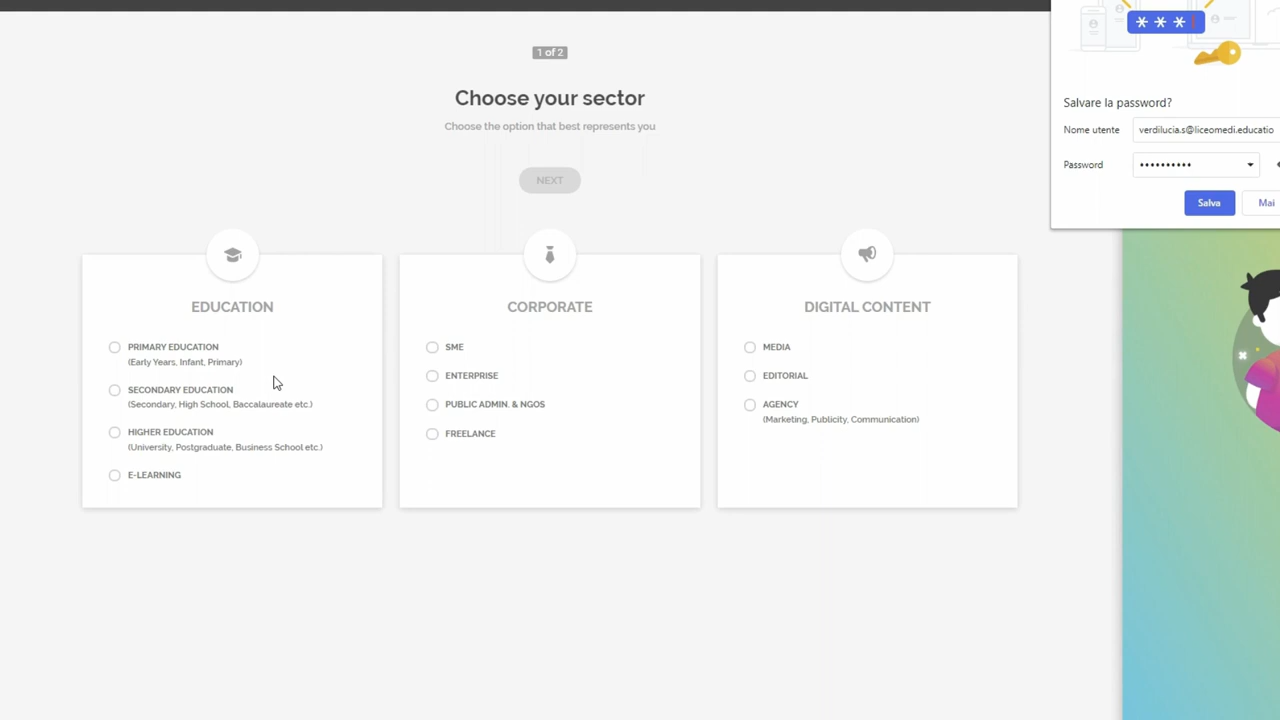 1 of 2
Choose your sector
Choose the option that best represents you
NEXT
EDUCATION
PRIMARY EDUCATION
(Early Years, Infant, Primary)
SECONDARY EDUCATION
(Secondary, High School, Baccalaureate etc.)
HIGHER EDUCATION
(University, Postgraduate, Business School etc.)
E-LEARNING
CORPORATE
SME
ENTERPRISE
PUBLIC ADMIN. & NGOS
FREELANCE
DIGITAL CONTENT
MEDIA
EDITORIAL
AGENCY
(Marketing, Publicity, Communication)
***
Salvare la password?
Nome utente verdilucia.s@liceomedi.educatio
Password ••••••••••
Salva Mai